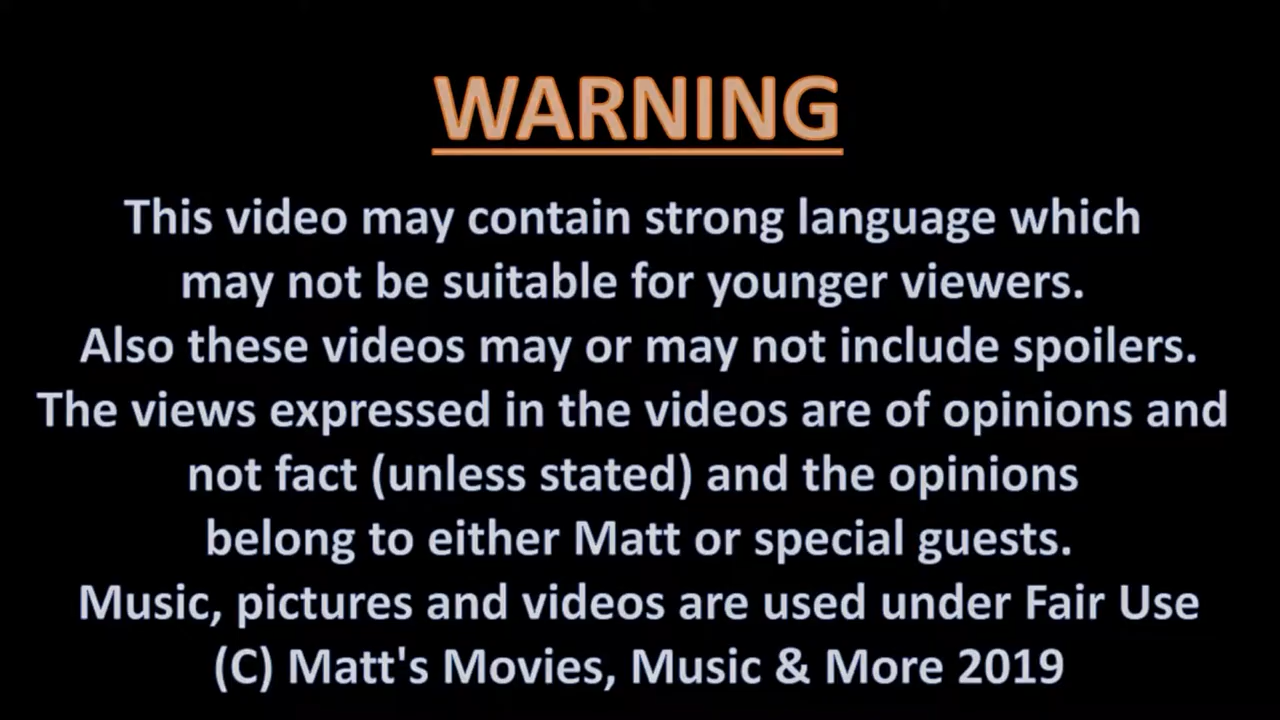 WARNING
This video may contain strong language which
may not be suitable for younger viewers.
Also these videos may or may not include spoilers.
The views expressed in the videos are of opinions and
not fact (unless stated) and the opinions
belong to either Matt or special guests.
Music, pictures and videos are used under Fair Use
(C) Matt's Movies, Music & More 2019